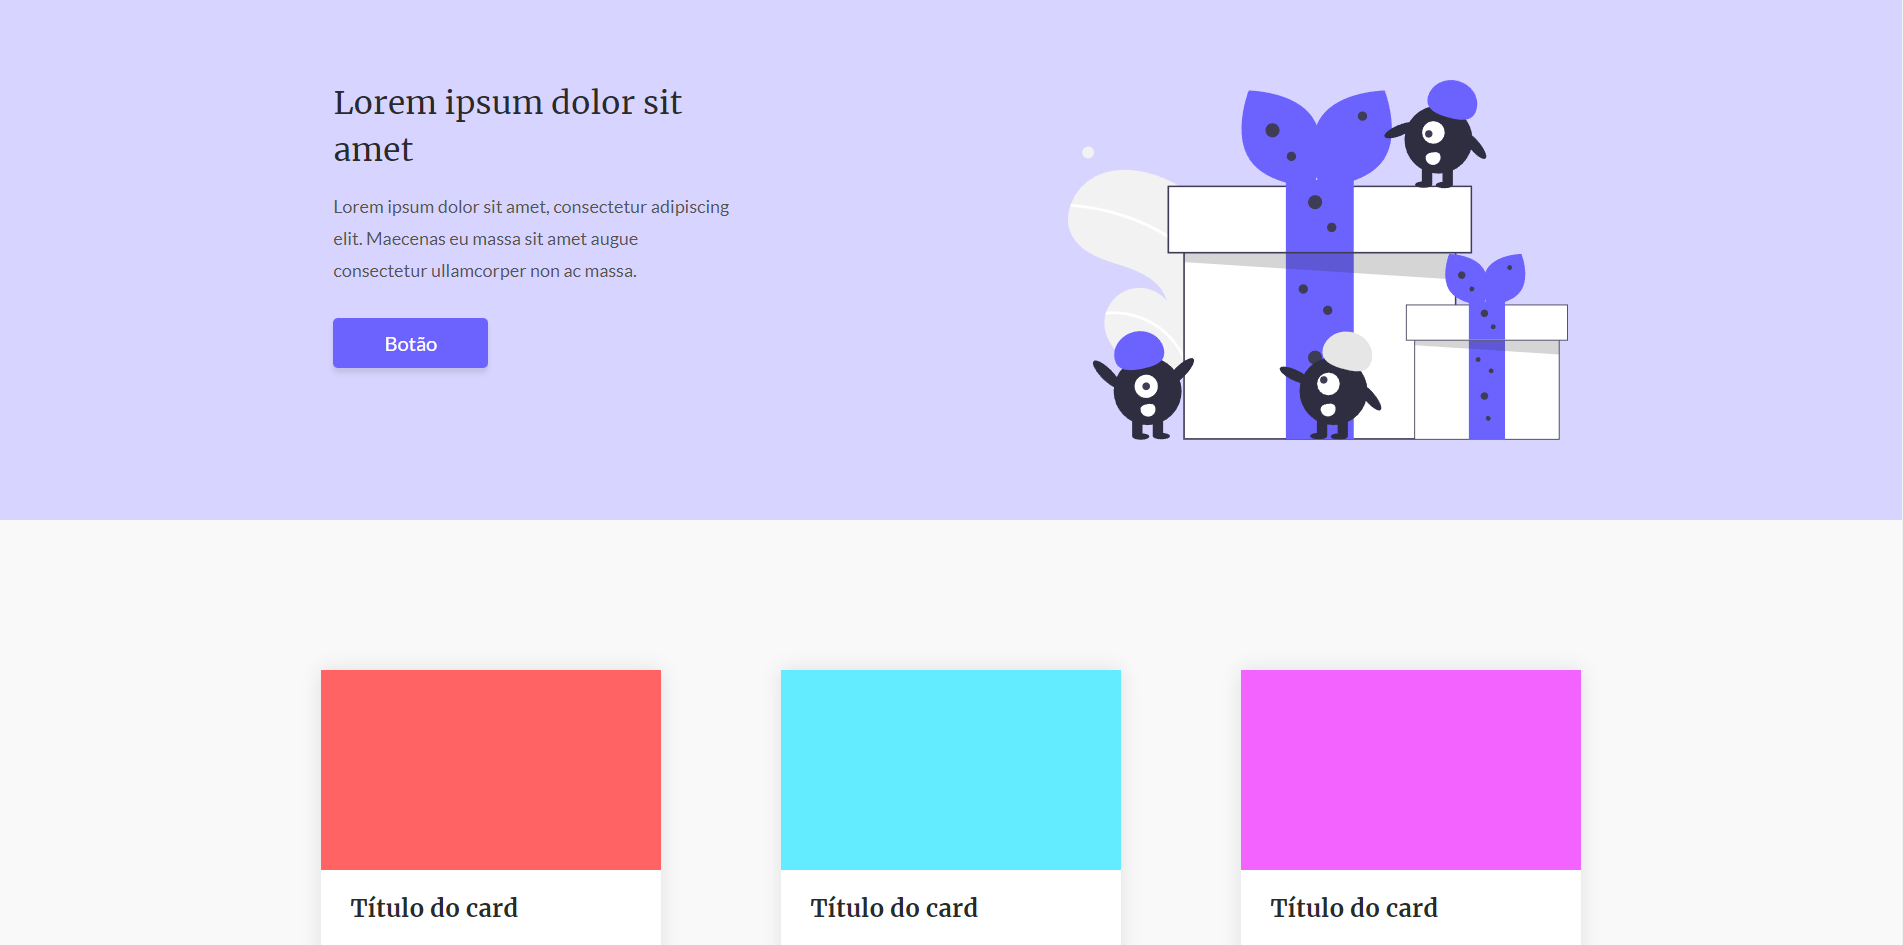 Lorem ipsum dolor sit
amet
Lorem ipsum dolor sit amet, consectetur adipiscing
elit. Maecenas eu massa sit amet augue
consectetur ullamcorper non ac massa.
Botão
Título do card
Título do card
Título do card